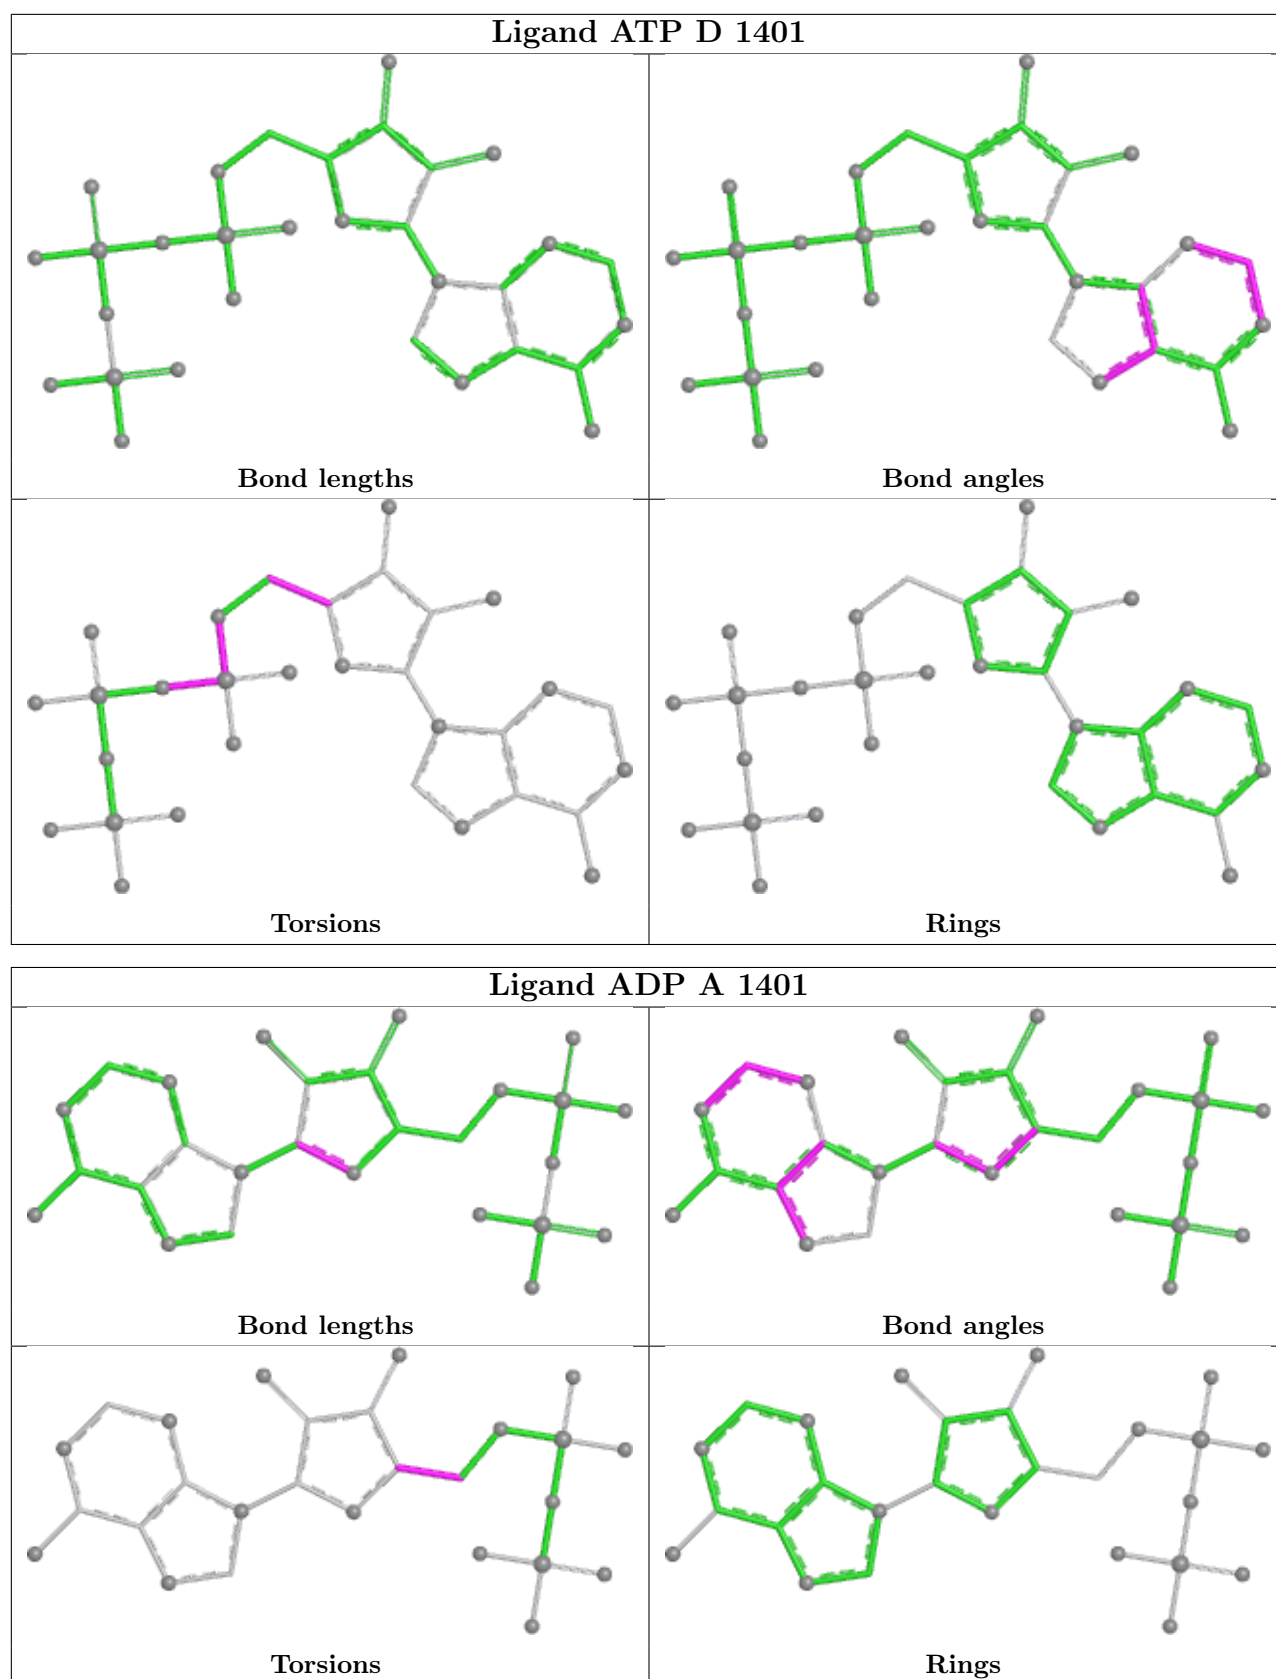 Ligand ATP D 1401
Bond lengths
Bond angles
Torsions
Rings
Ligand ADP A 1401
Bond lengths
Bond angles
Torsions
Rings